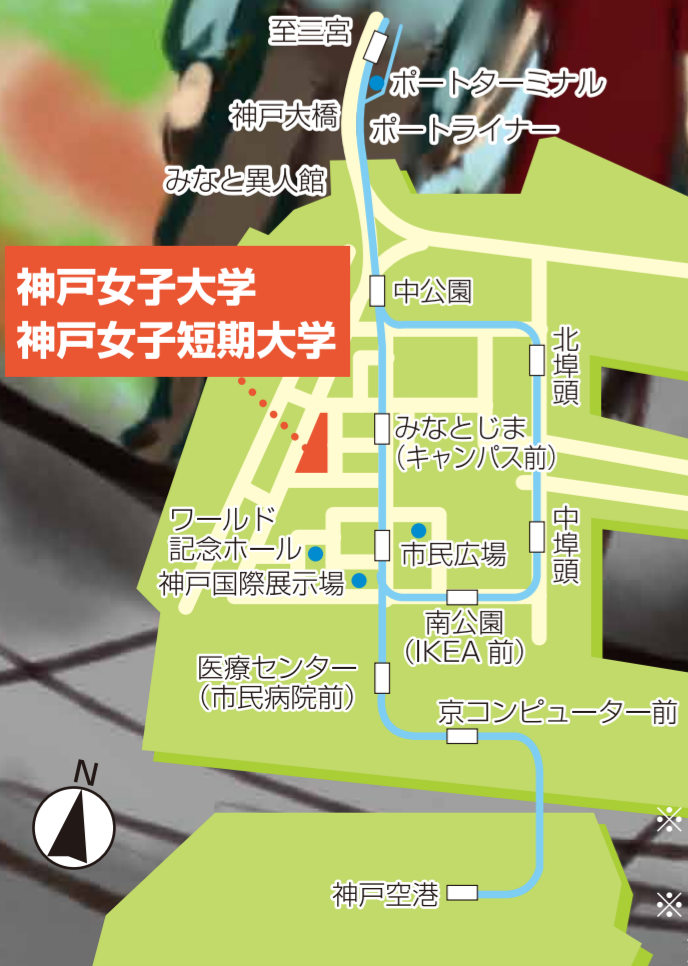 至三宮
ポートターミナル
神戸大橋
ポートライナー
みなと異人館
神戸女子大学
神戸女子短期大学
中公園
北埠頭
みなとじま
(キャンパス前)
ワールド
記念ホール
市民広場
中埠頭
神戸国際展示場
南公園
(IKEA 前)
医療センター
(市民病院前)
京コンピューター前
N
※
※
神戸空港